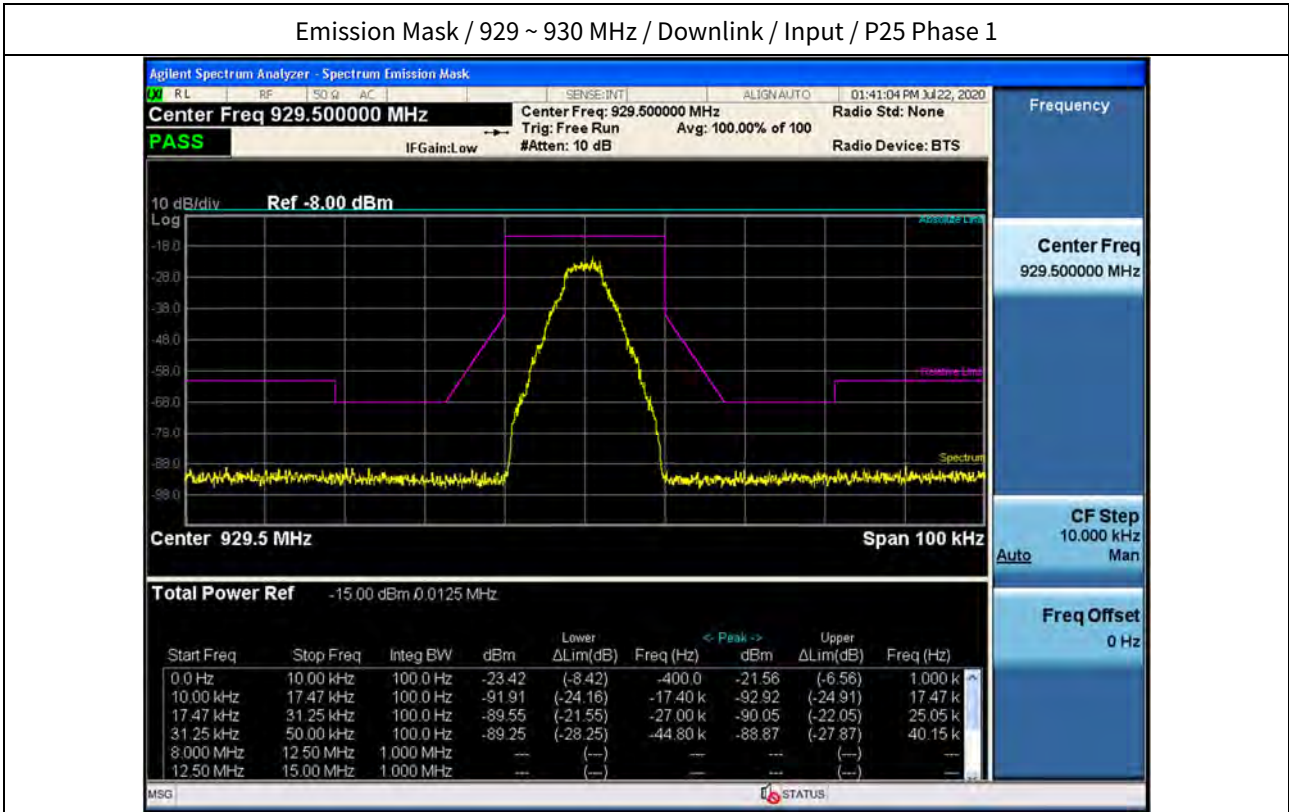 Emission Mask / 929 ~ 930 MHz / Downlink / Input / P25 Phase 1
Agilent Spectrum Analyzer - Spectrum Emission Mask
LXI RL RF 50 Ω AC SENSE:INT ALIGNAUTO 01:41:04 PM Jul 22, 2020
Center Freq 929.500000 MHz
Center Freq: 929.500000 MHz Radio Std: None
Trig: Free Run Avg: 100.00% of 100
PASS IFGain:Low #Atten: 10 dB Radio Device: BTS
Frequency
10 dB/div Ref -8.00 dBm
Log
Absolute Limit
-18.0
-28.0
-38.0
-48.0
-58.0
Relative Limit
-68.0
-78.0
-88.0
Spectrum
-98.0
Center 929.5 MHz Span 100 kHz
Center Freq
929.500000 MHz
CF Step
10.000 kHz
Auto Man
Freq Offset
0 Hz
Total Power Ref -15.00 dBm / 0.0125 MHz
Lower <- Peak -> Upper
Start Freq Stop Freq Integ BW dBm ΔLim(dB) Freq (Hz) dBm ΔLim(dB) Freq (Hz)
0.0 Hz 10.00 kHz 100.0 Hz -23.42 (-8.42) -400.0 -21.56 (-6.56) 1.000 k
10.00 kHz 17.47 kHz 100.0 Hz -91.91 (-24.16) -17.40 k -92.92 (-24.91) 17.47 k
17.47 kHz 31.25 kHz 100.0 Hz -89.55 (-21.55) -27.00 k -90.05 (-22.05) 25.05 k
31.25 kHz 50.00 kHz 100.0 Hz -89.25 (-28.25) -44.80 k -88.87 (-27.87) 40.15 k
8.000 MHz 12.50 MHz 1.000 MHz --- (---) --- --- (---) ---
12.50 MHz 15.00 MHz 1.000 MHz --- (---) --- --- (---) ---
MSG STATUS